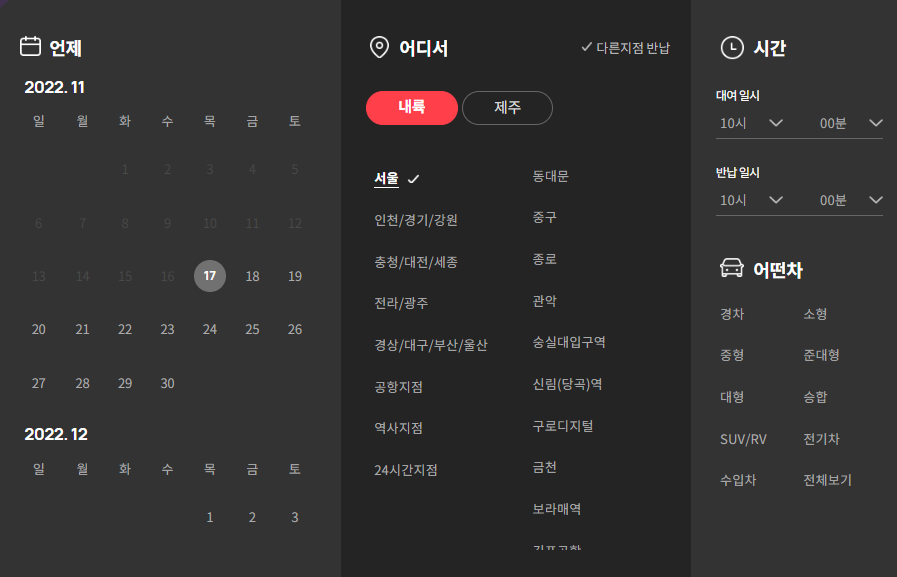 언제
2022. 11
일 월 화 수 목 금 토
1 2 3 4 5
6 7 8 9 10 11 12
13 14 15 16 17 18 19
20 21 22 23 24 25 26
27 28 29 30
2022. 12
일 월 화 수 목 금 토
1 2 3
어디서
다른지점 반납
내륙 제주
서울
인천/경기/강원
충청/대전/세종
전라/광주
경상/대구/부산/울산
공항지점
역사지점
24시간지점
동대문
중구
종로
관악
숭실대입구역
신림(당곡)역
구로디지털
금천
보라매역
김포공항
시간
대여 일시
10시 00분
반납 일시
10시 00분
어떤차
경차 소형
중형 준대형
대형 승합
SUV/RV 전기차
수입차 전체보기